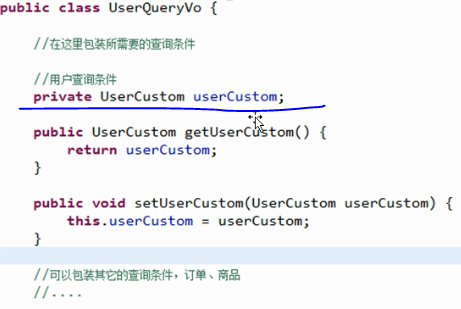 public class UserQueryVo {
//在这里包装所需要的查询条件
//用户查询条件
private UserCustom userCustom;
public UserCustom getUserCustom() {
return userCustom;
}
public void setUserCustom(UserCustom userCustom) {
this.userCustom = userCustom;
}
//可以包装其它的查询条件，订单、商品
//....